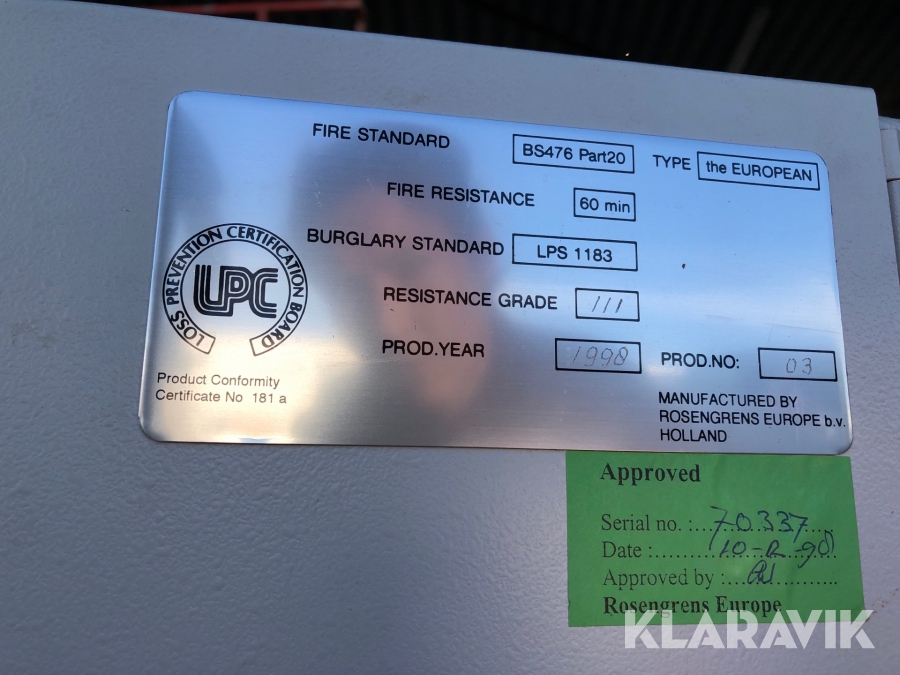 FIRE STANDARD BS476 Part20 TYPE the EUROPEAN
FIRE RESISTANCE 60 min
BURGLARY STANDARD LPS 1183
RESISTANCE GRADE III
PROD.YEAR 1998 PROD.NO: 03
LOSS PREVENTION CERTIFICATION BOARD
LPC
Product Conformity
Certificate No 181 a
MANUFACTURED BY
ROSENGRENS EUROPE b.v.
HOLLAND
Approved
Serial no. : 70337
Date :
Approved by :
Rosengrens Europe
KLARAVIK